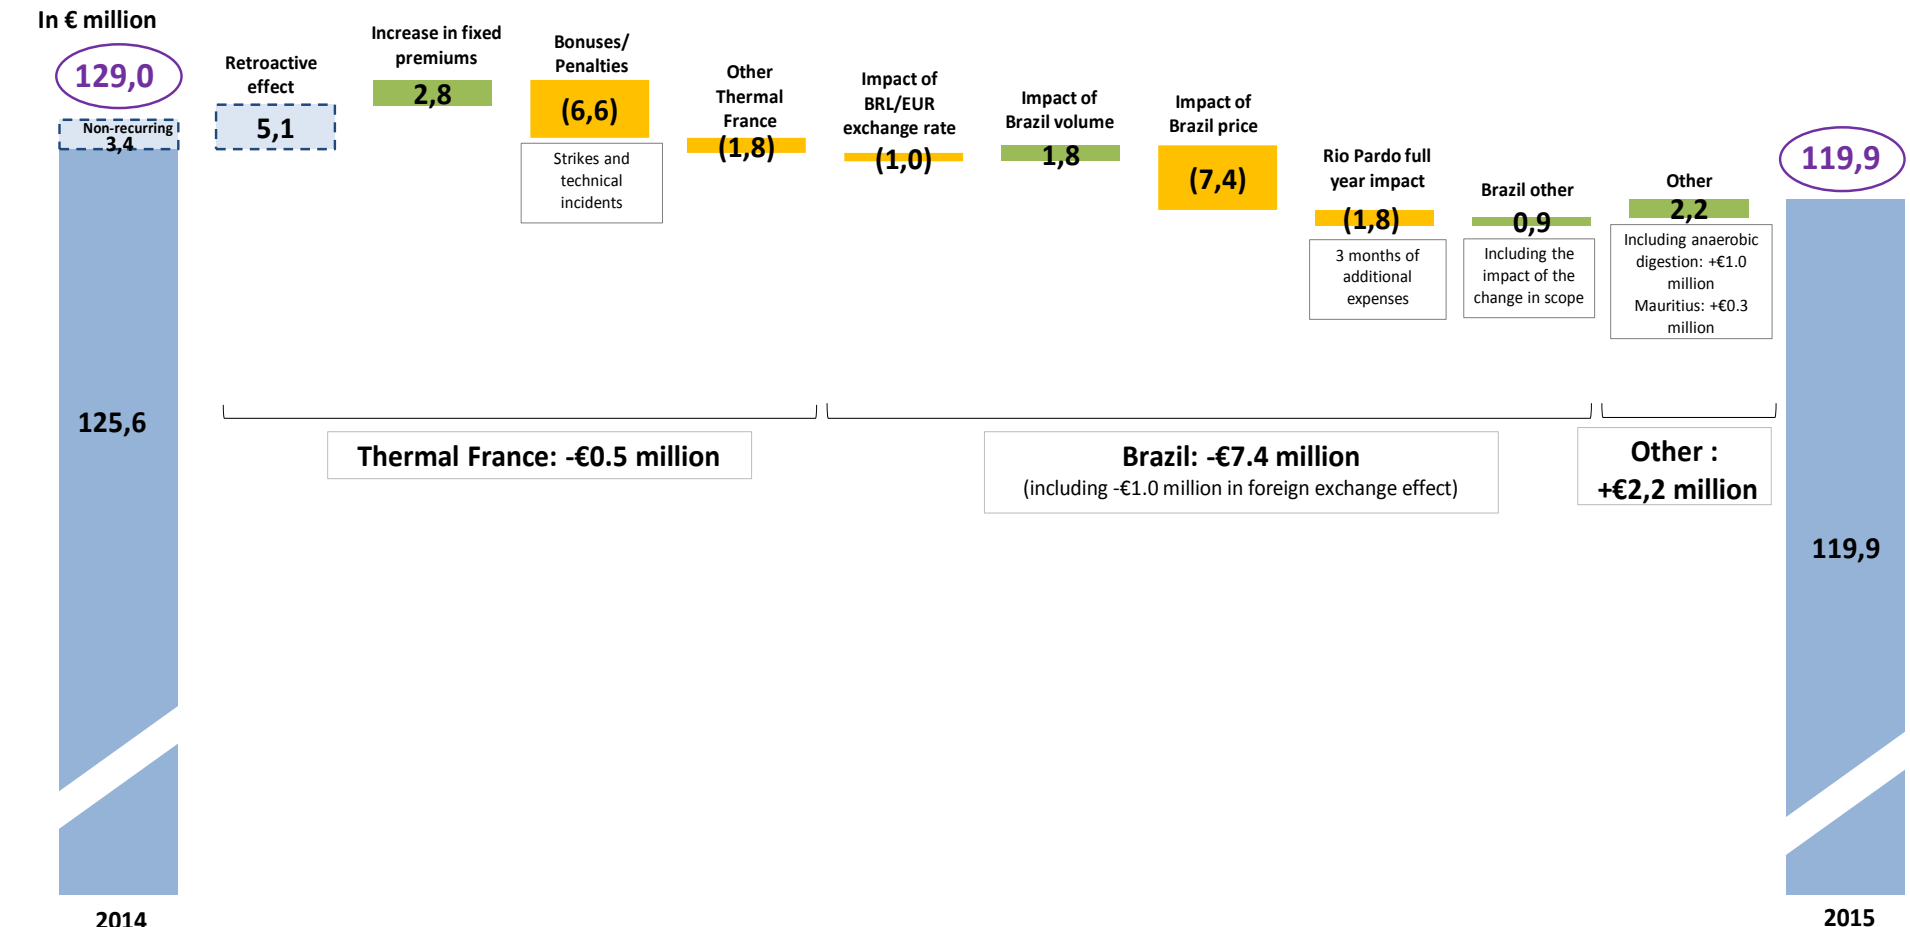 In € million
129,0
Non-recurring
3,4
125,6
2014
Retroactive
effect
5,1
Increase in fixed
premiums
2,8
Bonuses/
Penalties
(6,6)
Strikes and
technical
incidents
Other
Thermal
France
(1,8)
Impact of
BRL/EUR
exchange rate
(1,0)
Impact of
Brazil volume
1,8
Impact of
Brazil price
(7,4)
Rio Pardo full
year impact
(1,8)
3 months of
additional
expenses
Brazil other
0,9
Including the
impact of the
change in scope
Other
2,2
Including anaerobic
digestion: +€1.0
million
Mauritius: +€0.3
million
119,9
119,9
2015
Thermal France: -€0.5 million
Brazil: -€7.4 million
(including -€1.0 million in foreign exchange effect)
Other :
+€2,2 million